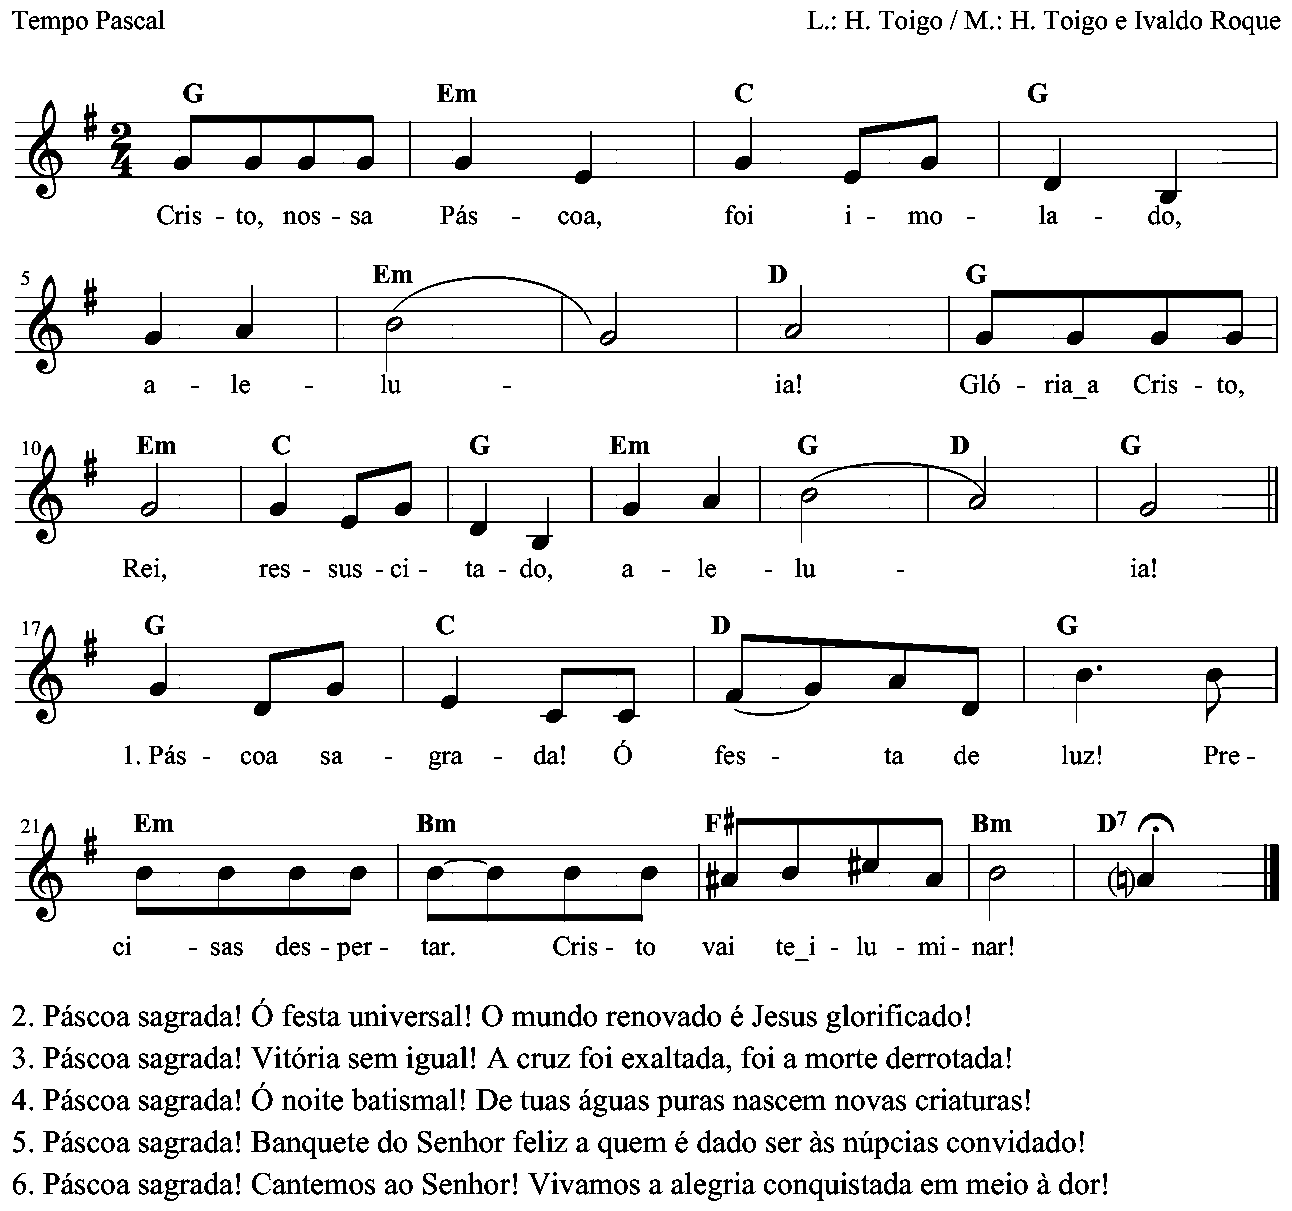 Tempo Pascal L.: H. Toigo / M.: H. Toigo e Ivaldo Roque
G Em C G
2/4
Cris - to, nos - sa Pás - coa, foi i - mo - la - do,
5 Em D G
a - le - lu - ia! Gló - ria_a Cris - to,
10 Em C G Em G D G
Rei, res - sus - ci - ta - do, a - le - lu - ia!
17 G C D G
1. Pás - coa sa - gra - da! Ó fes - ta de luz! Pre -
21 Em Bm F# Bm D7
ci - sas des - per - tar. Cris - to vai te_i - lu - mi - nar!
2. Páscoa sagrada! Ó festa universal! O mundo renovado é Jesus glorificado!
3. Páscoa sagrada! Vitória sem igual! A cruz foi exaltada, foi a morte derrotada!
4. Páscoa sagrada! Ó noite batismal! De tuas águas puras nascem novas criaturas!
5. Páscoa sagrada! Banquete do Senhor feliz a quem é dado ser às núpcias convidado!
6. Páscoa sagrada! Cantemos ao Senhor! Vivamos a alegria conquistada em meio à dor!